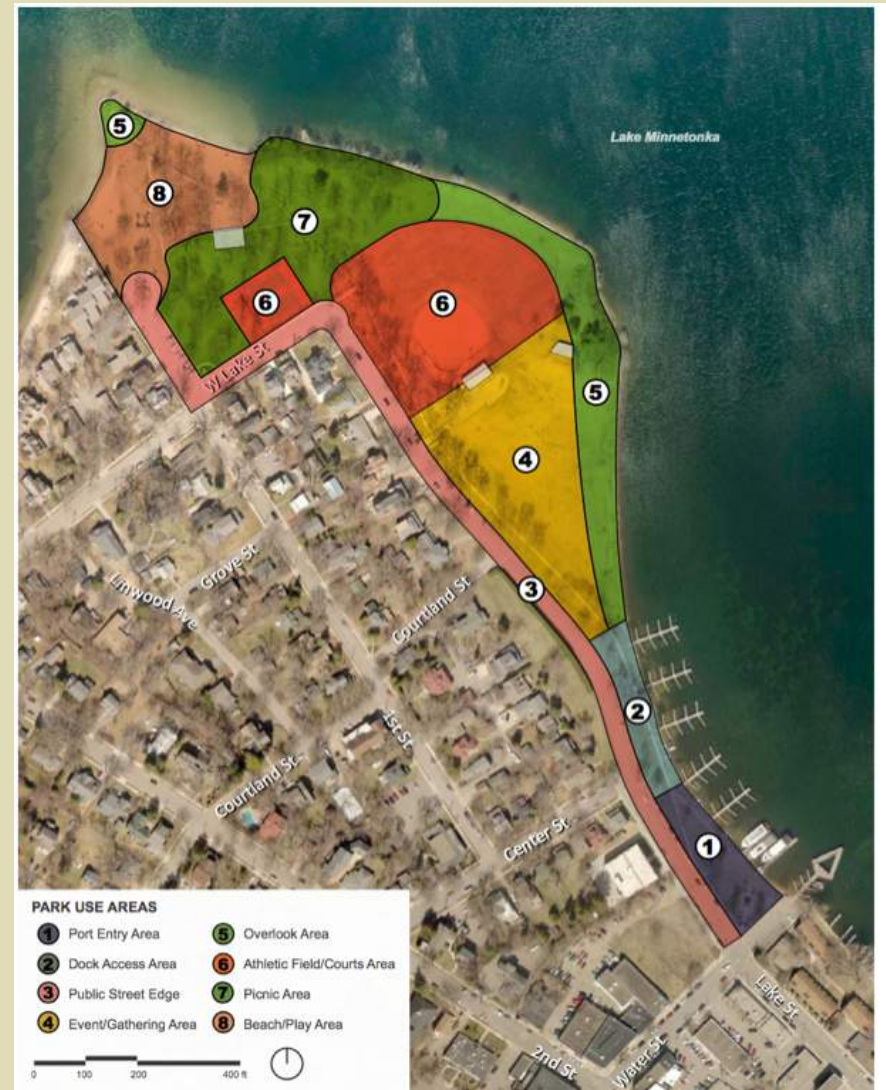 Lake Minnetonka
5
8
7
6
6
W Lake St
5
4
Grove St
Linwood Ave
Courtland St
3
1st St
2
Courtland St
Center St
1
Lake St
Water St
2nd St
PARK USE AREAS
1 Port Entry Area
2 Dock Access Area
3 Public Street Edge
4 Event/Gathering Area
5 Overlook Area
6 Athletic Field/Courts Area
7 Picnic Area
8 Beach/Play Area
0 100 200 400 ft